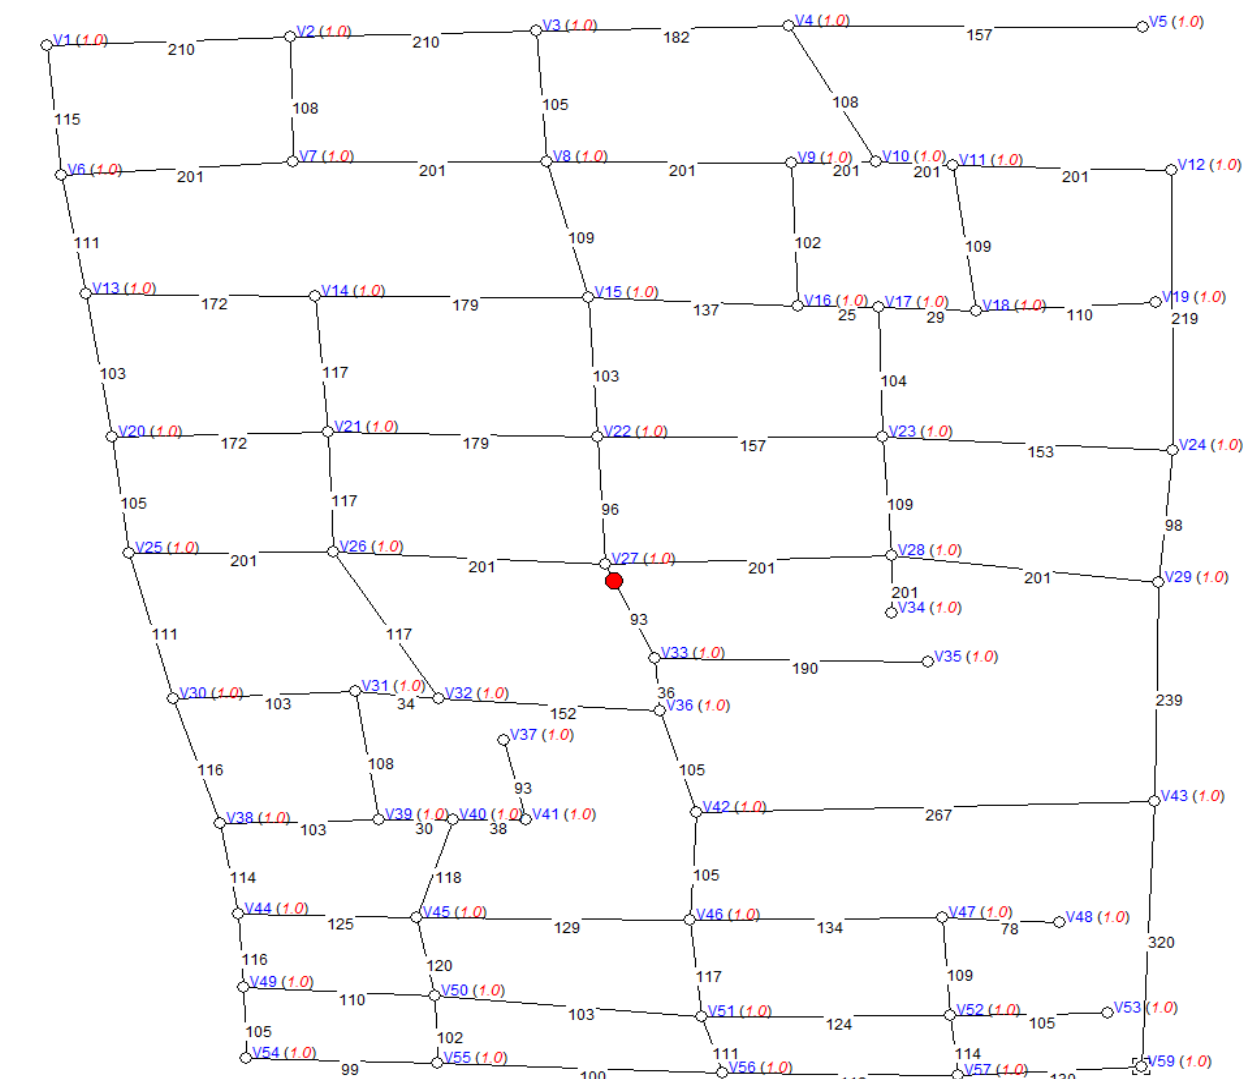 V1 (1.0) V2 (1.0) V3 (1.0) V4 (1.0) V5 (1.0)
210 210 182 157
115 108 105 108
V6 (1.0) V7 (1.0) V8 (1.0) V9 (1.0) V10 (1.0) V11 (1.0) V12 (1.0)
201 201 201 201 201 201
111 109 102 109
V13 (1.0) V14 (1.0) V15 (1.0) V16 (1.0) V17 (1.0) V18 (1.0) V19 (1.0)
172 179 137 25 29 110 219
103 117 103 104
V20 (1.0) V21 (1.0) V22 (1.0) V23 (1.0) V24 (1.0)
172 179 157 153
105 117 96 109 98
V25 (1.0) V26 (1.0) V27 (1.0) V28 (1.0) V29 (1.0)
201 201 201 201
201
V34 (1.0)
111 117 93
V33 (1.0) V35 (1.0)
190
V30 (1.0) V31 (1.0) V32 (1.0) 36 V36 (1.0) 239
103 34 152
V37 (1.0)
116 108 93 105
V38 (1.0) V39 (1.0) V40 (1.0) V41 (1.0) V42 (1.0) V43 (1.0)
103 30 38 267
114 118 105
V44 (1.0) V45 (1.0) V46 (1.0) V47 (1.0) V48 (1.0)
125 129 134 78 320
116 120 117 109
V49 (1.0) V50 (1.0) V51 (1.0) V52 (1.0) V53 (1.0)
110 103 124 105
105 102 111 114
V54 (1.0) V55 (1.0) V56 (1.0) V57 (1.0) V59 (1.0)
99 100